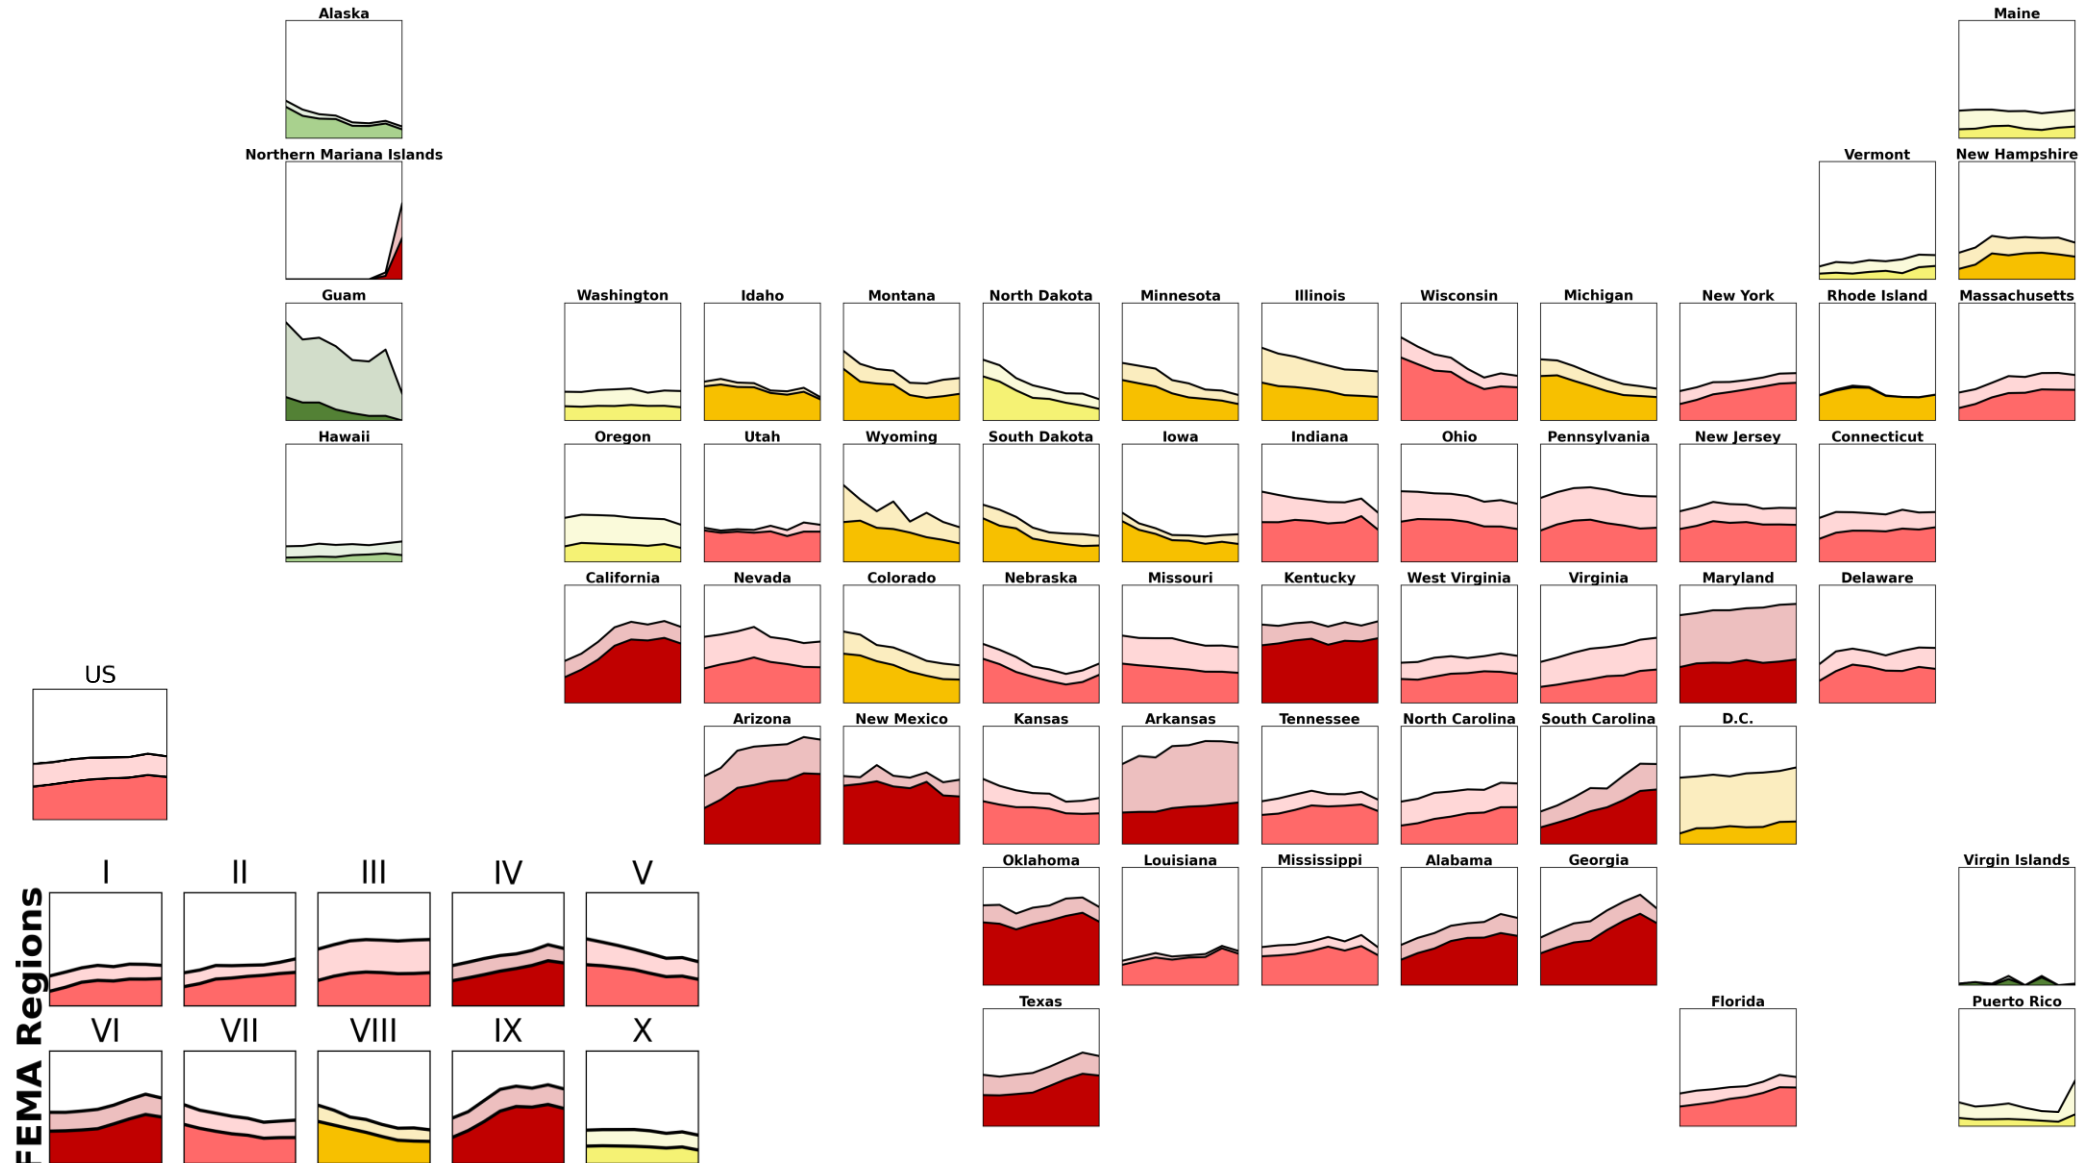 Alaska
Maine
Northern Mariana Islands
Vermont
New Hampshire
Guam
Washington
Idaho
Montana
North Dakota
Minnesota
Illinois
Wisconsin
Michigan
New York
Rhode Island
Massachusetts
Hawaii
Oregon
Utah
Wyoming
South Dakota
Iowa
Indiana
Ohio
Pennsylvania
New Jersey
Connecticut
California
Nevada
Colorado
Nebraska
Missouri
Kentucky
West Virginia
Virginia
Maryland
Delaware
US
Arizona
New Mexico
Kansas
Arkansas
Tennessee
North Carolina
South Carolina
D.C.
Oklahoma
Louisiana
Mississippi
Alabama
Georgia
Virgin Islands
Texas
Florida
Puerto Rico
FEMA Regions
I
II
III
IV
V
VI
VII
VIII
IX
X